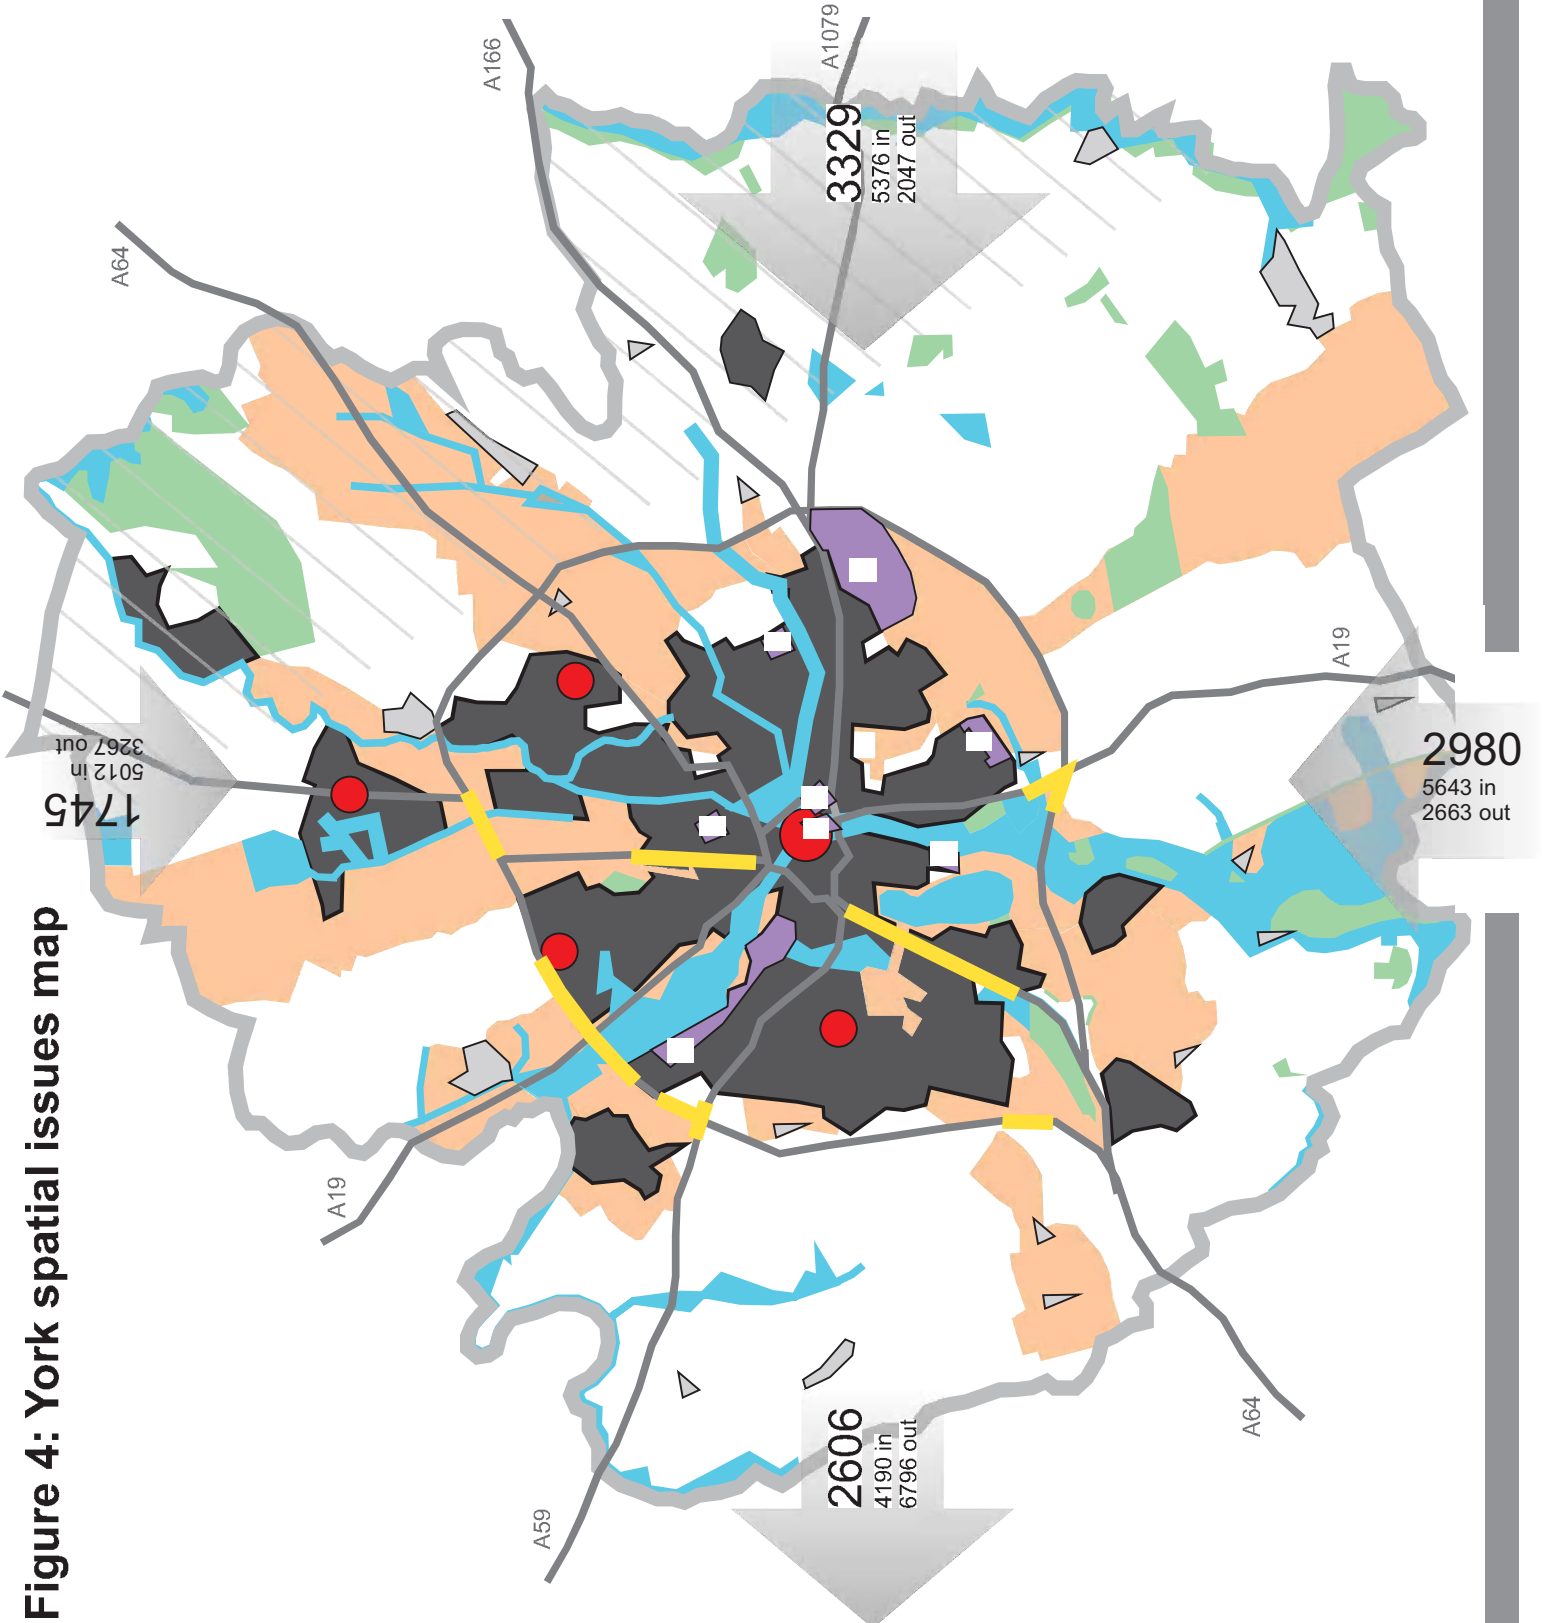 Figure 4: York spatial issues map
A166
A1079
A64
3329
5376 in
2047 out
A19
1745
5012 in
3267 out
2980
5643 in
2663 out
A19
2606
4190 in
6796 out
A64
A59